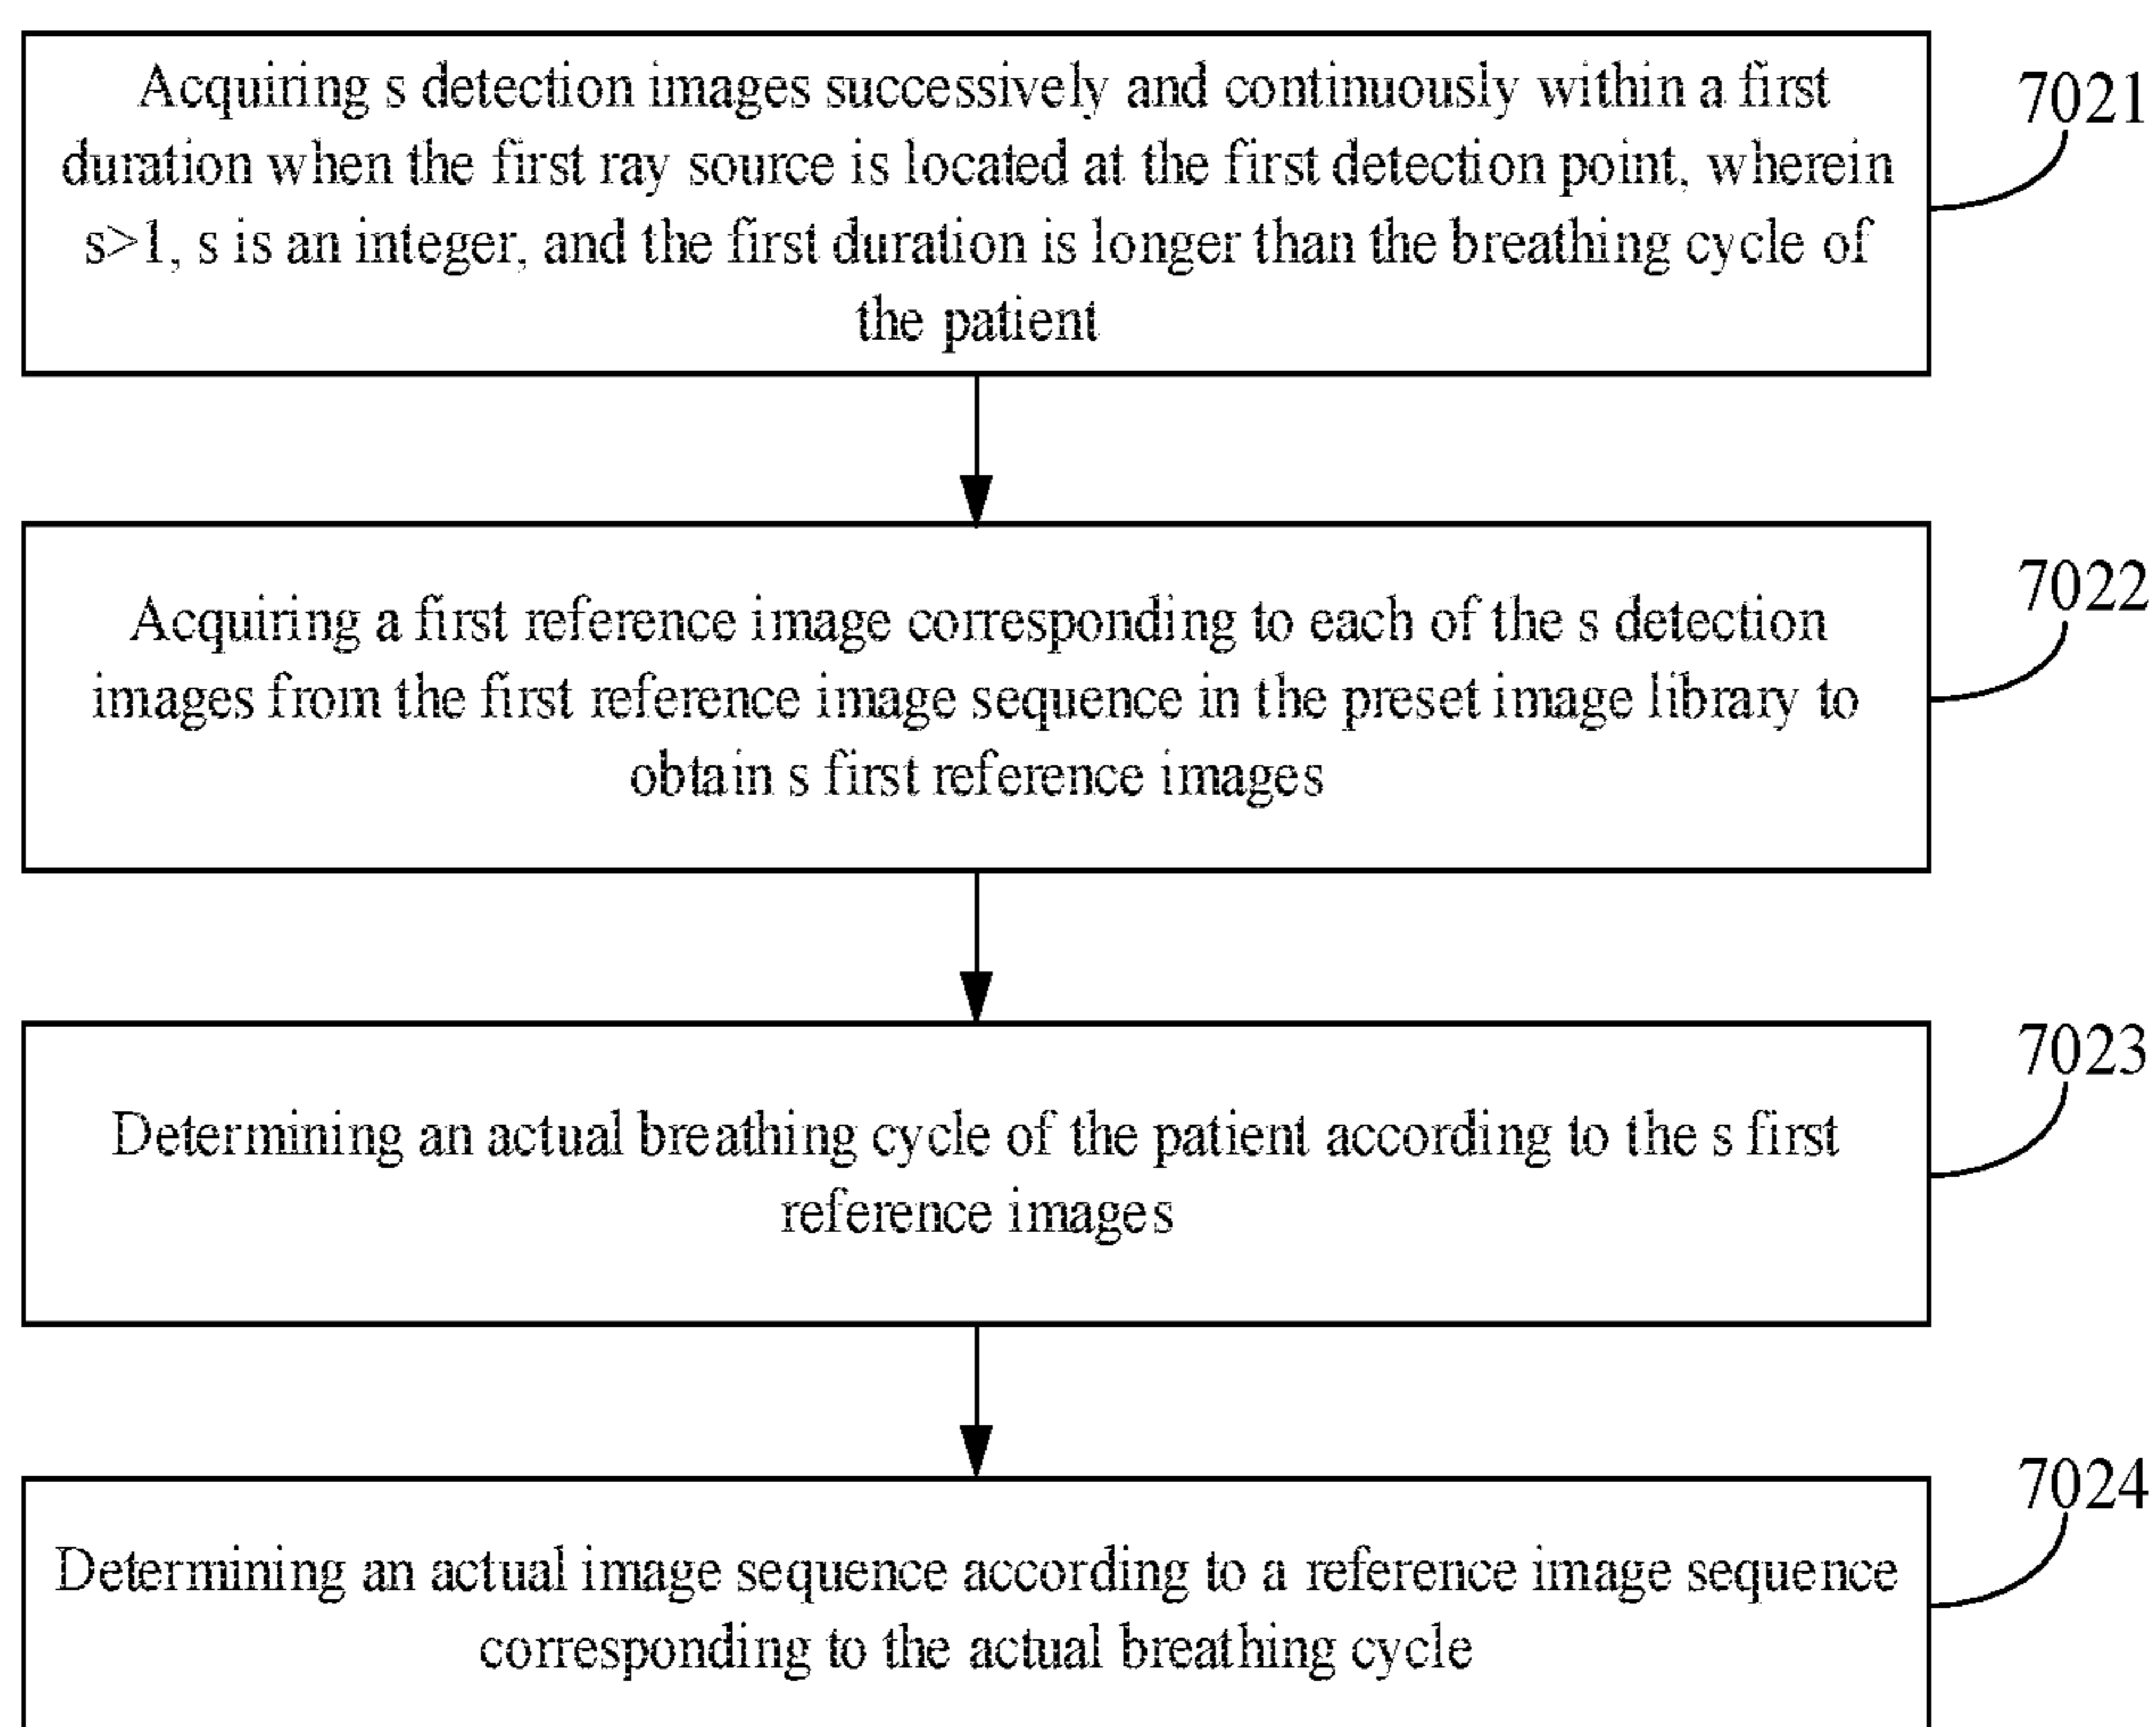 Acquiring s detection images successively and continuously within a first
duration when the first ray source is located at the first detection point, wherein
s>1, s is an integer, and the first duration is longer than the breathing cycle of
the patient
7021
Acquiring a first reference image corresponding to each of the s detection
images from the first reference image sequence in the preset image library to
obtain s first reference images
7022
Determining an actual breathing cycle of the patient according to the s first
reference images
7023
Determining an actual image sequence according to a reference image sequence
corresponding to the actual breathing cycle
7024